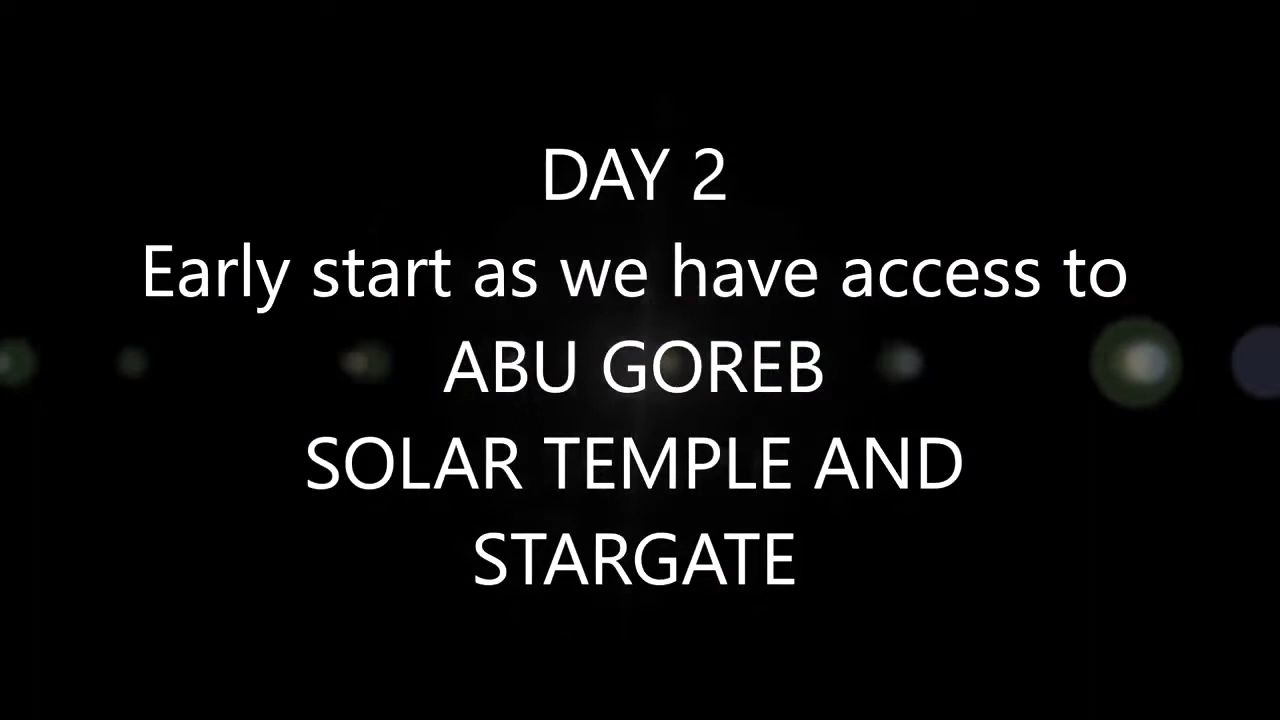 DAY 2
Early start as we have access to
ABU GOREB
SOLAR TEMPLE AND
STARGATE